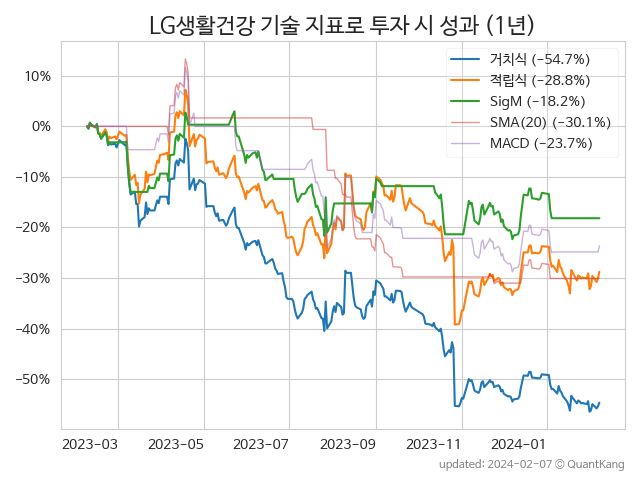 LG생활건강 기술 지표로 투자 시 성과 (1년)
거치식 (−54.7%)
적립식 (−28.8%)
SigM (−18.2%)
SMA(20) (−30.1%)
MACD (−23.7%)
10%
0%
−10%
−20%
−30%
−40%
−50%
2023−03 2023−05 2023−07 2023−09 2023−11 2024−01
updated: 2024-02-07 © QuantKang